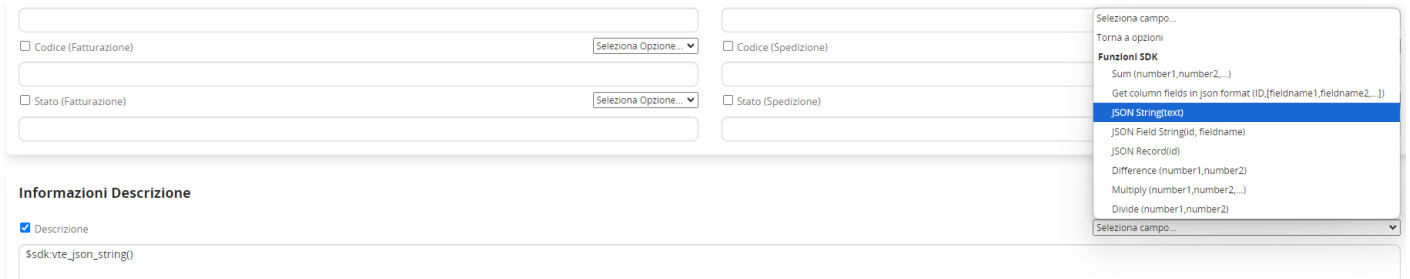 Codice (Fatturazione)
Seleziona Opzione...
Codice (Spedizione)
Stato (Fatturazione)
Seleziona Opzione...
Stato (Spedizione)
Seleziona campo...
Torna a opzioni
Funzioni SDK
Sum (number1,number2,...)
Get column fields in json format (ID,[fieldname1,fieldname2,...])
JSON String(text)
JSON Field String(id, fieldname)
JSON Record(id)
Difference (number1,number2)
Multiply (number1,number2,...)
Divide (number1,number2)
Informazioni Descrizione
Descrizione
Seleziona campo...
$sdk:vte_json_string()